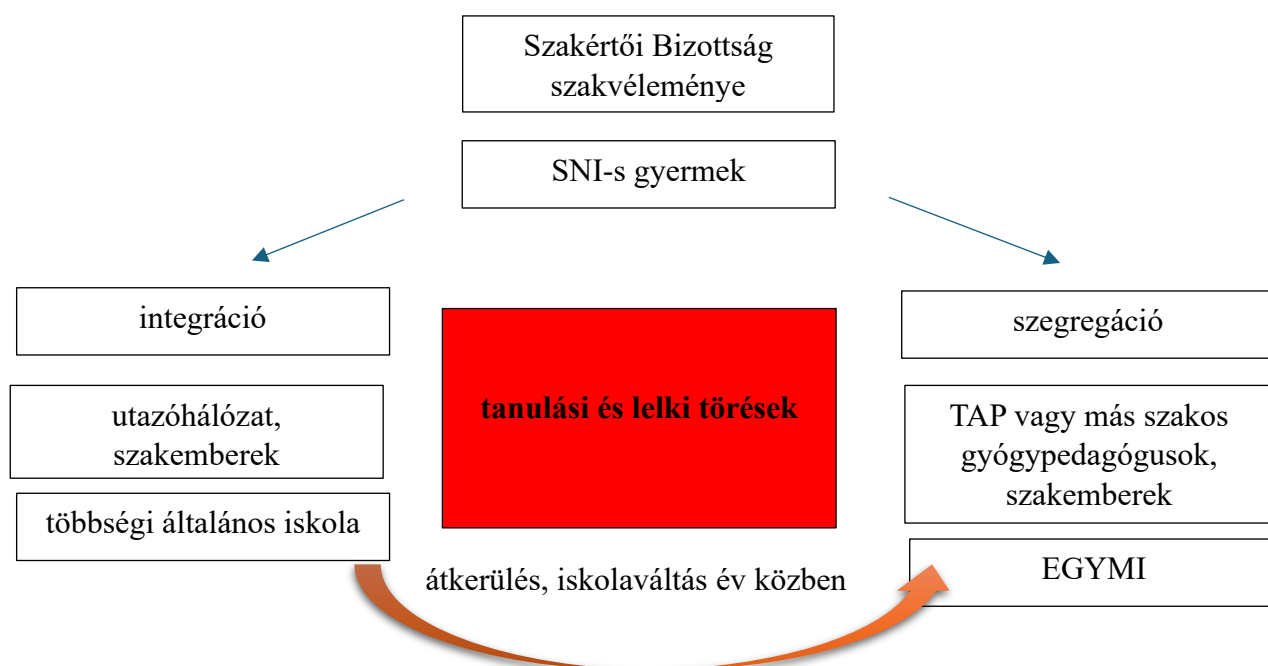 Szakértői Bizottság
szakvéleménye
SNI-s gyermek
integráció
szegregáció
utazóhálózat,
szakemberek
tanulási és lelki törések
TAP vagy más szakos
gyógypedagógusok,
szakemberek
többségi általános iskola
EGYMI
átkerülés, iskolaváltás év közben